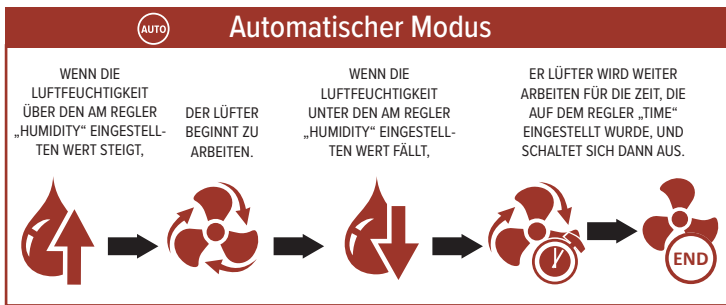 AUTO
Automatischer Modus
WENN DIE
LUFTFEUCHTIGKEIT
ÜBER DEN AM REGLER
„HUMIDITY“ EINGESTELL-
TEN WERT STEIGT,
DER LÜFTER
BEGINNT ZU
ARBEITEN.
WENN DIE
LUFTFEUCHTIGKEIT
UNTER DEN AM REGLER
„HUMIDITY“ EINGESTELL-
TEN WERT FÄLLT,
ER LÜFTER WIRD WEITER
ARBEITEN FÜR DIE ZEIT, DIE
AUF DEM REGLER „TIME“
EINGESTELLT WURDE, UND
SCHALTET SICH DANN AUS.
END